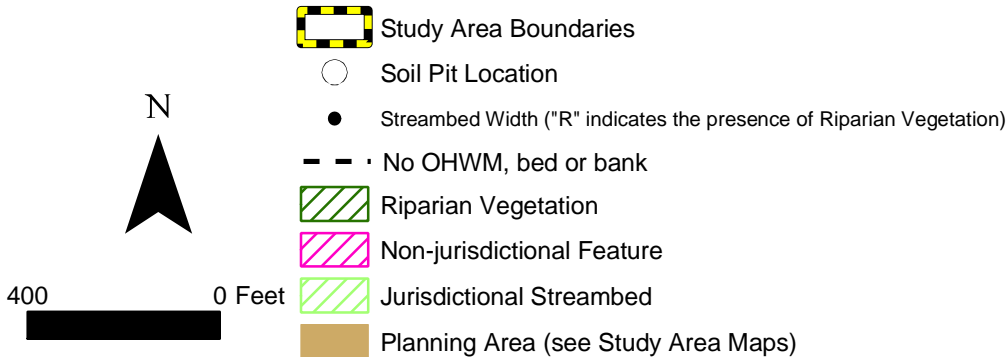 Study Area Boundaries
Soil Pit Location
Streambed Width ("R" indicates the presence of Riparian Vegetation)
No OHWM, bed or bank
Riparian Vegetation
Non-jurisdictional Feature
Jurisdictional Streambed
Planning Area (see Study Area Maps)
N
400 0 Feet